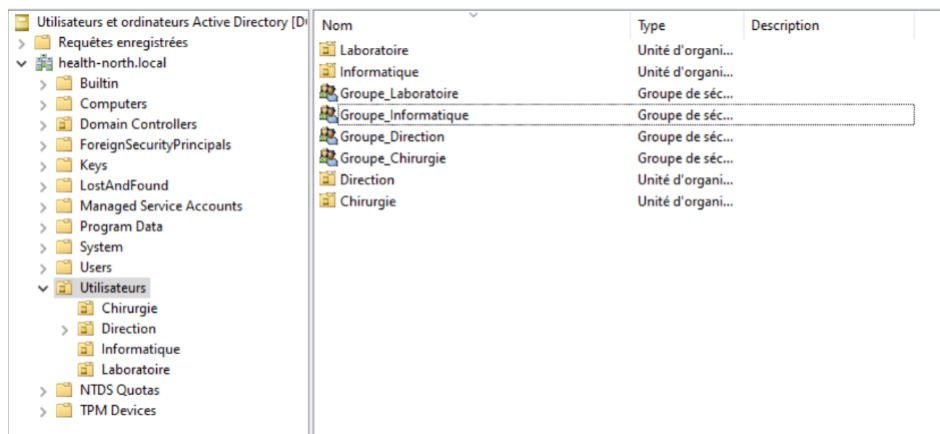 Utilisateurs et ordinateurs Active Directory [D
Requêtes enregistrées
health-north.local
Builtin
Computers
Domain Controllers
ForeignSecurityPrincipals
Keys
LostAndFound
Managed Service Accounts
Program Data
System
Users
Utilisateurs
Chirurgie
Direction
Informatique
Laboratoire
NTDS Quotas
TPM Devices
Nom Type Description
Laboratoire Unité d'organi...
Informatique Unité d'organi...
Groupe_Laboratoire Groupe de séc...
Groupe_Informatique Groupe de séc...
Groupe_Direction Groupe de séc...
Groupe_Chirurgie Groupe de séc...
Direction Unité d'organi...
Chirurgie Unité d'organi...